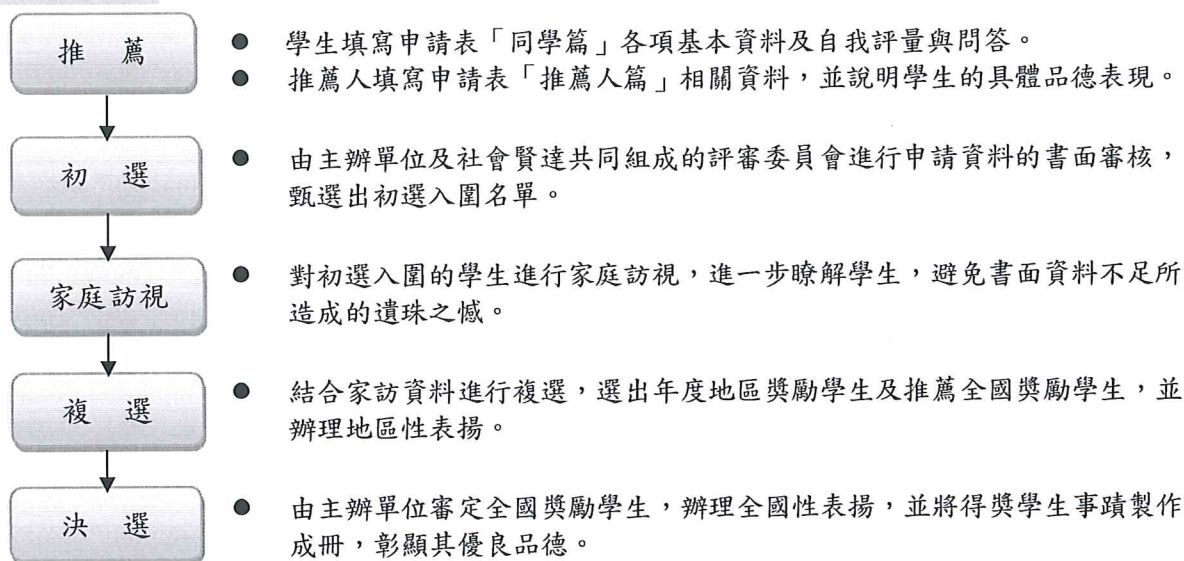 推 薦
● 學生填寫申請表「同學篇」各項基本資料及自我評量與問答。
● 推薦人填寫申請表「推薦人篇」相關資料，並說明學生的具體品德表現。
初 選
● 由主辦單位及社會賢達共同組成的評審委員會進行申請資料的書面審核，
甄選出初選入圍名單。
家庭訪視
● 對初選入圍的學生進行家庭訪視，進一步瞭解學生，避免書面資料不足所
造成的遺珠之憾。
複 選
● 結合家訪資料進行複選，選出年度地區獎勵學生及推薦全國獎勵學生，並
辦理地區性表揚。
決 選
● 由主辦單位審定全國獎勵學生，辦理全國性表揚，並將得獎學生事蹟製作
成冊，彰顯其優良品德。